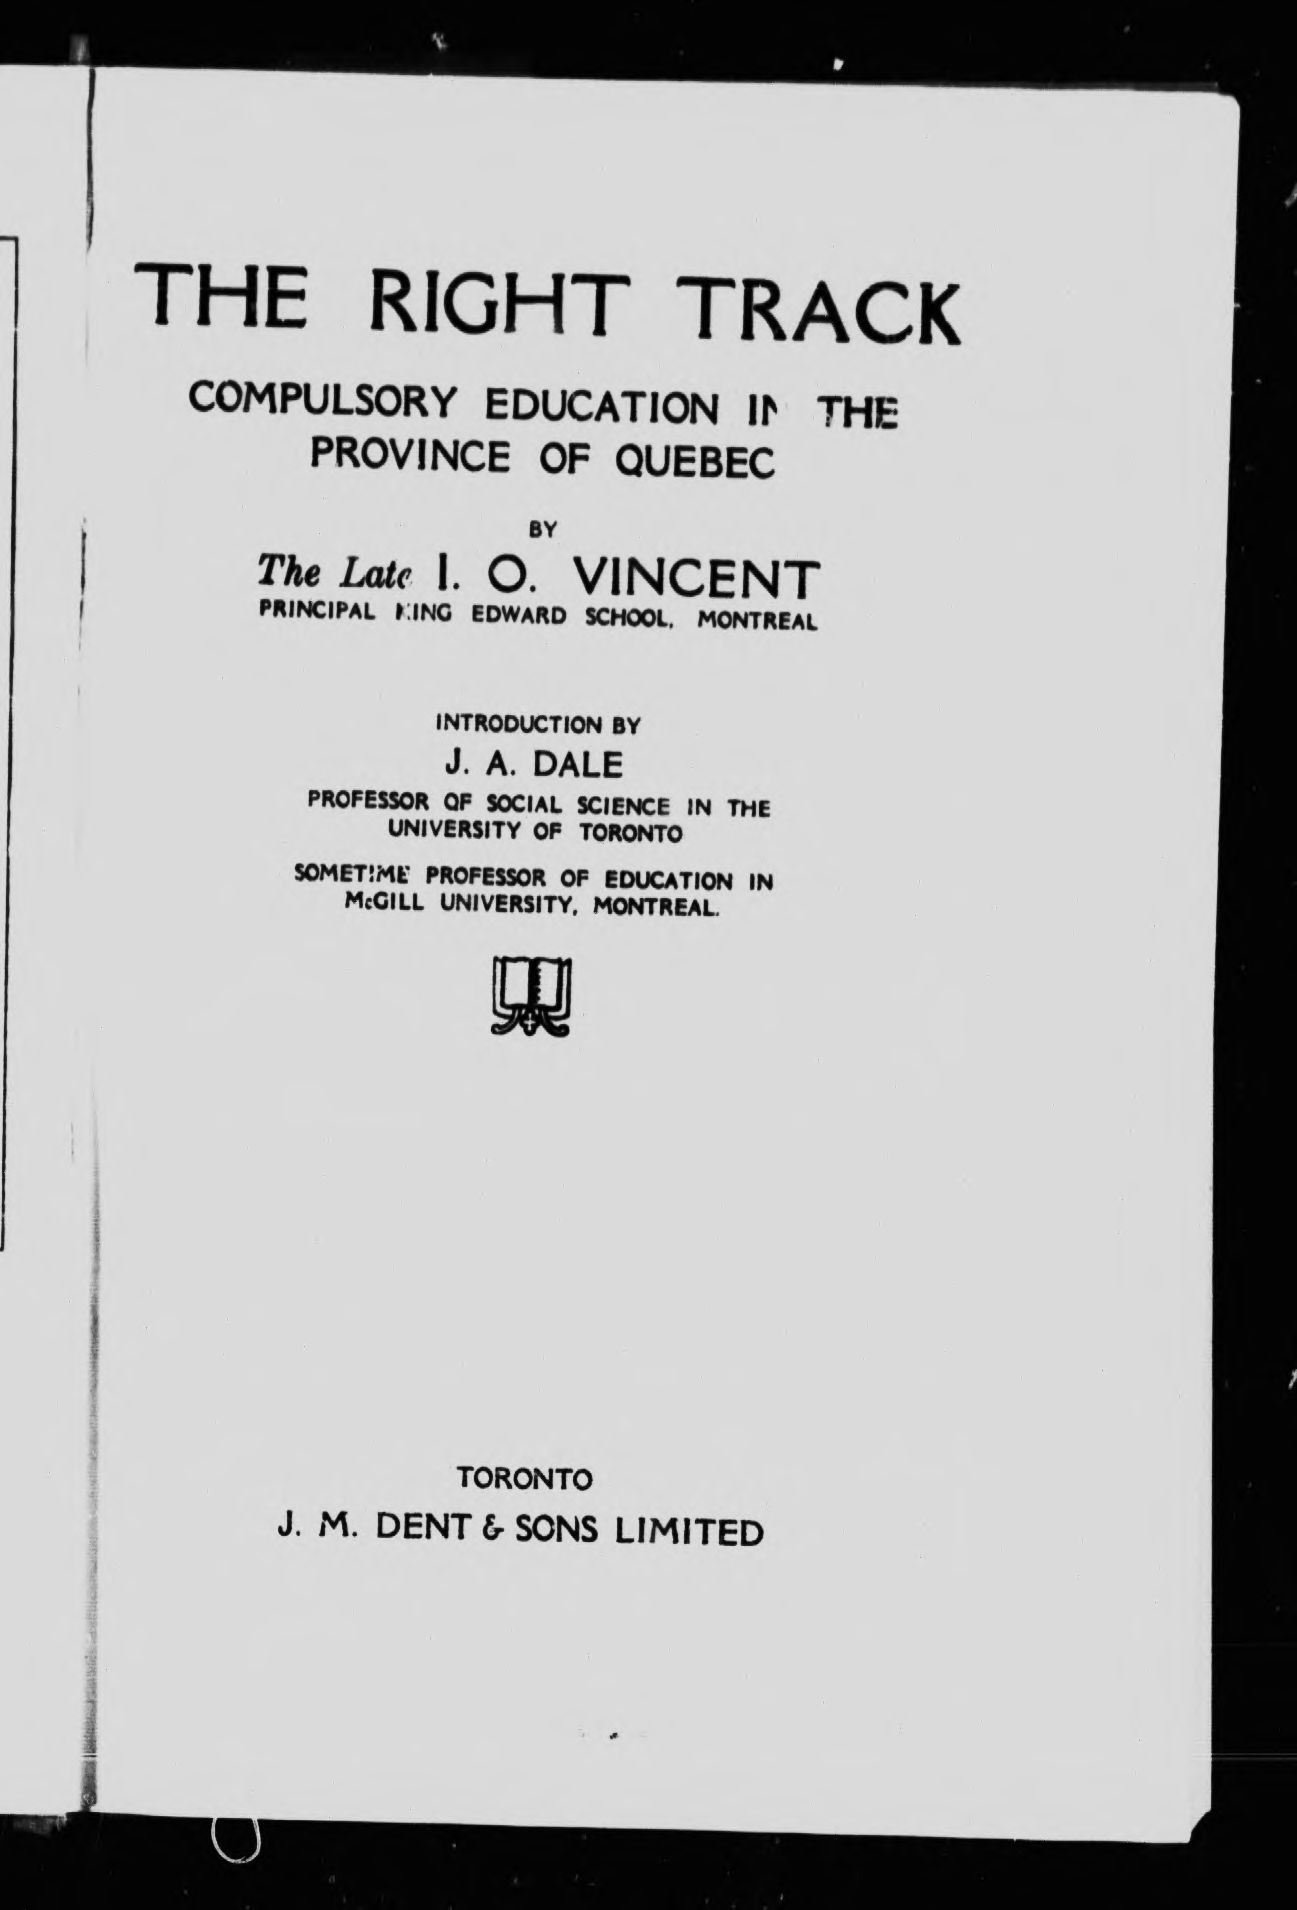 THE RIGHT TRACK
COMPULSORY EDUCATION IN THE
PROVINCE OF QUEBEC
BY
The Late I. O. VINCENT
PRINCIPAL KING EDWARD SCHOOL, MONTREAL
INTRODUCTION BY
J. A. DALE
PROFESSOR OF SOCIAL SCIENCE IN THE
UNIVERSITY OF TORONTO
SOMETIME PROFESSOR OF EDUCATION IN
McGILL UNIVERSITY, MONTREAL.
TORONTO
J. M. DENT & SONS LIMITED